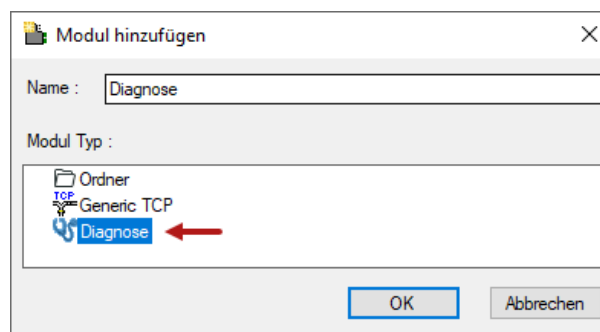 Modul hinzufügen
Name : Diagnose
Modul Typ :
Ordner
TCP
Generic TCP
Diagnose
OK Abbrechen